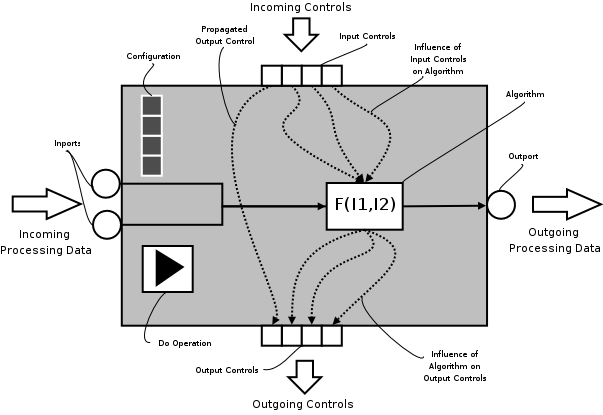 Incoming Controls
Propagated
Output Control
Input Controls
Influence of
Input Controls
on Algorithm
Configuration
Algorithm
Inports
Outport
F(I1,I2)
Incoming
Processing Data
Outgoing
Processing Data
Do Operation
Output Controls
Influence of
Algorithm on
Output Controls
Outgoing Controls